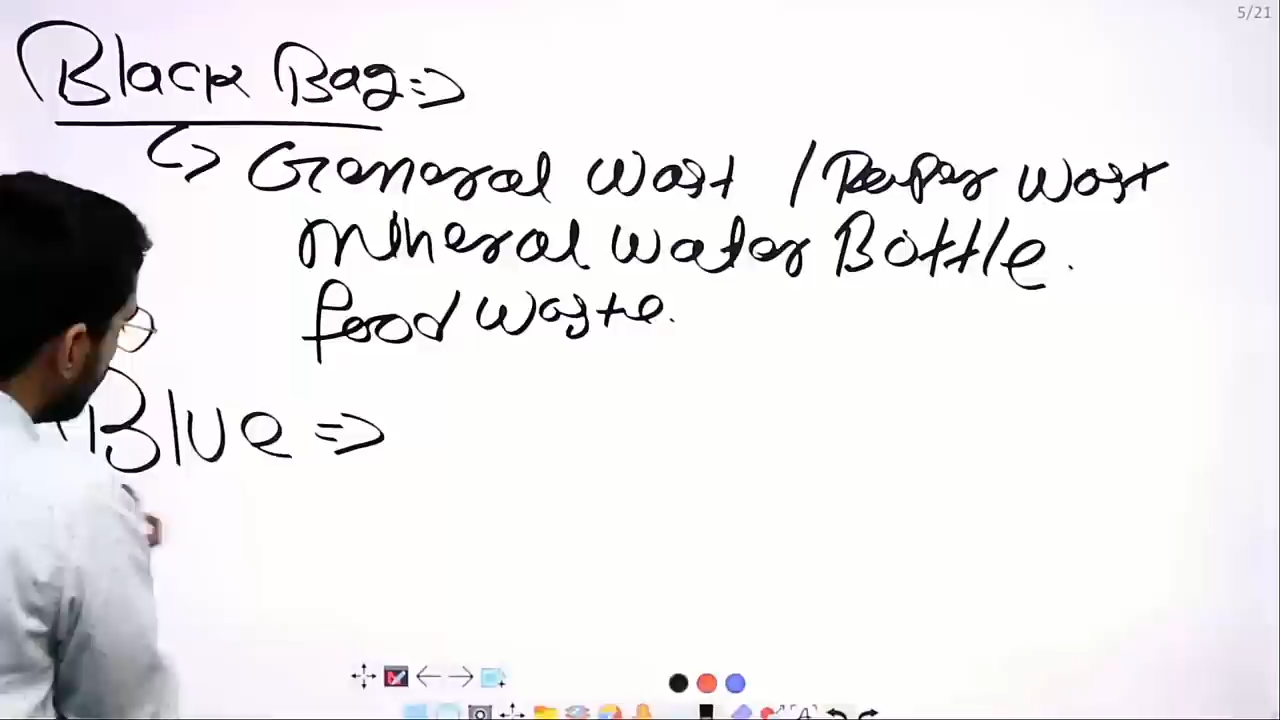 5/21
Black Bag =>
↳ General Wast / Paper Wast
Mineral Water Bottle.
food Waste.
Blue =>